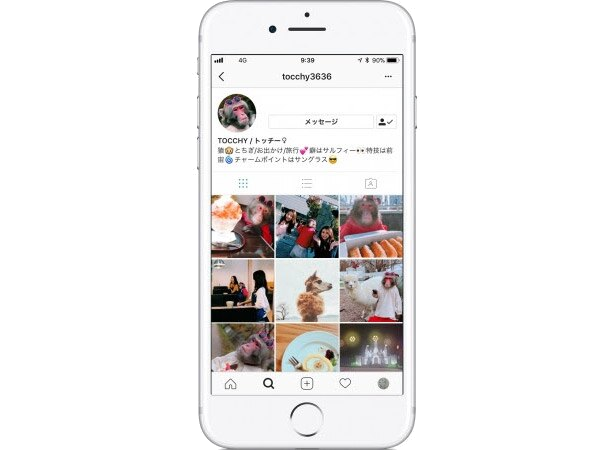 4G 9:39 90%
tocchy3636
メッセージ
TOCCHY / トッチー♀
猿🐵とちぎ/お出かけ/旅行💕癖はサルフィー👀特技は前
宙🌀チャームポイントはサングラス😎